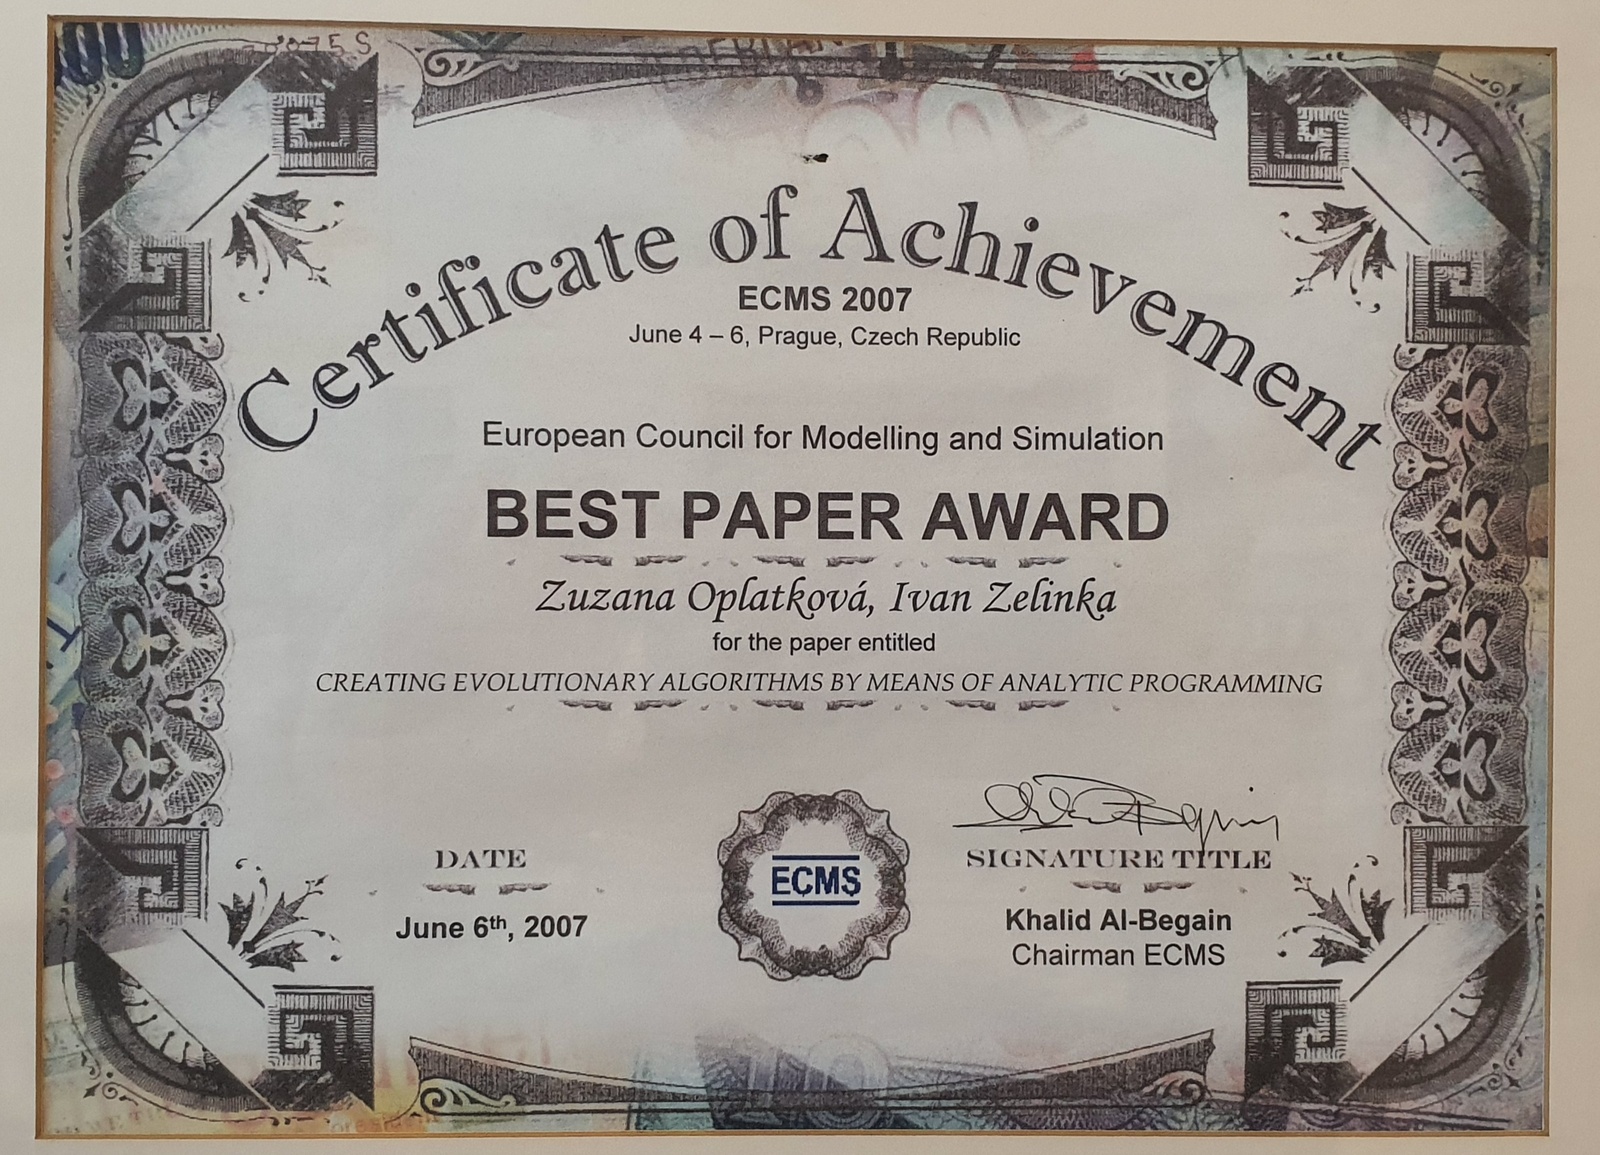 Certificate of Achievement
ECMS 2007
June 4 – 6, Prague, Czech Republic
European Council for Modelling and Simulation
BEST PAPER AWARD
Zuzana Oplatková, Ivan Zelinka
for the paper entitled
CREATING EVOLUTIONARY ALGORITHMS BY MEANS OF ANALYTIC PROGRAMMING
DATE
June 6th, 2007
ECMS
SIGNATURE TITLE
Khalid Al-Begain
Chairman ECMS